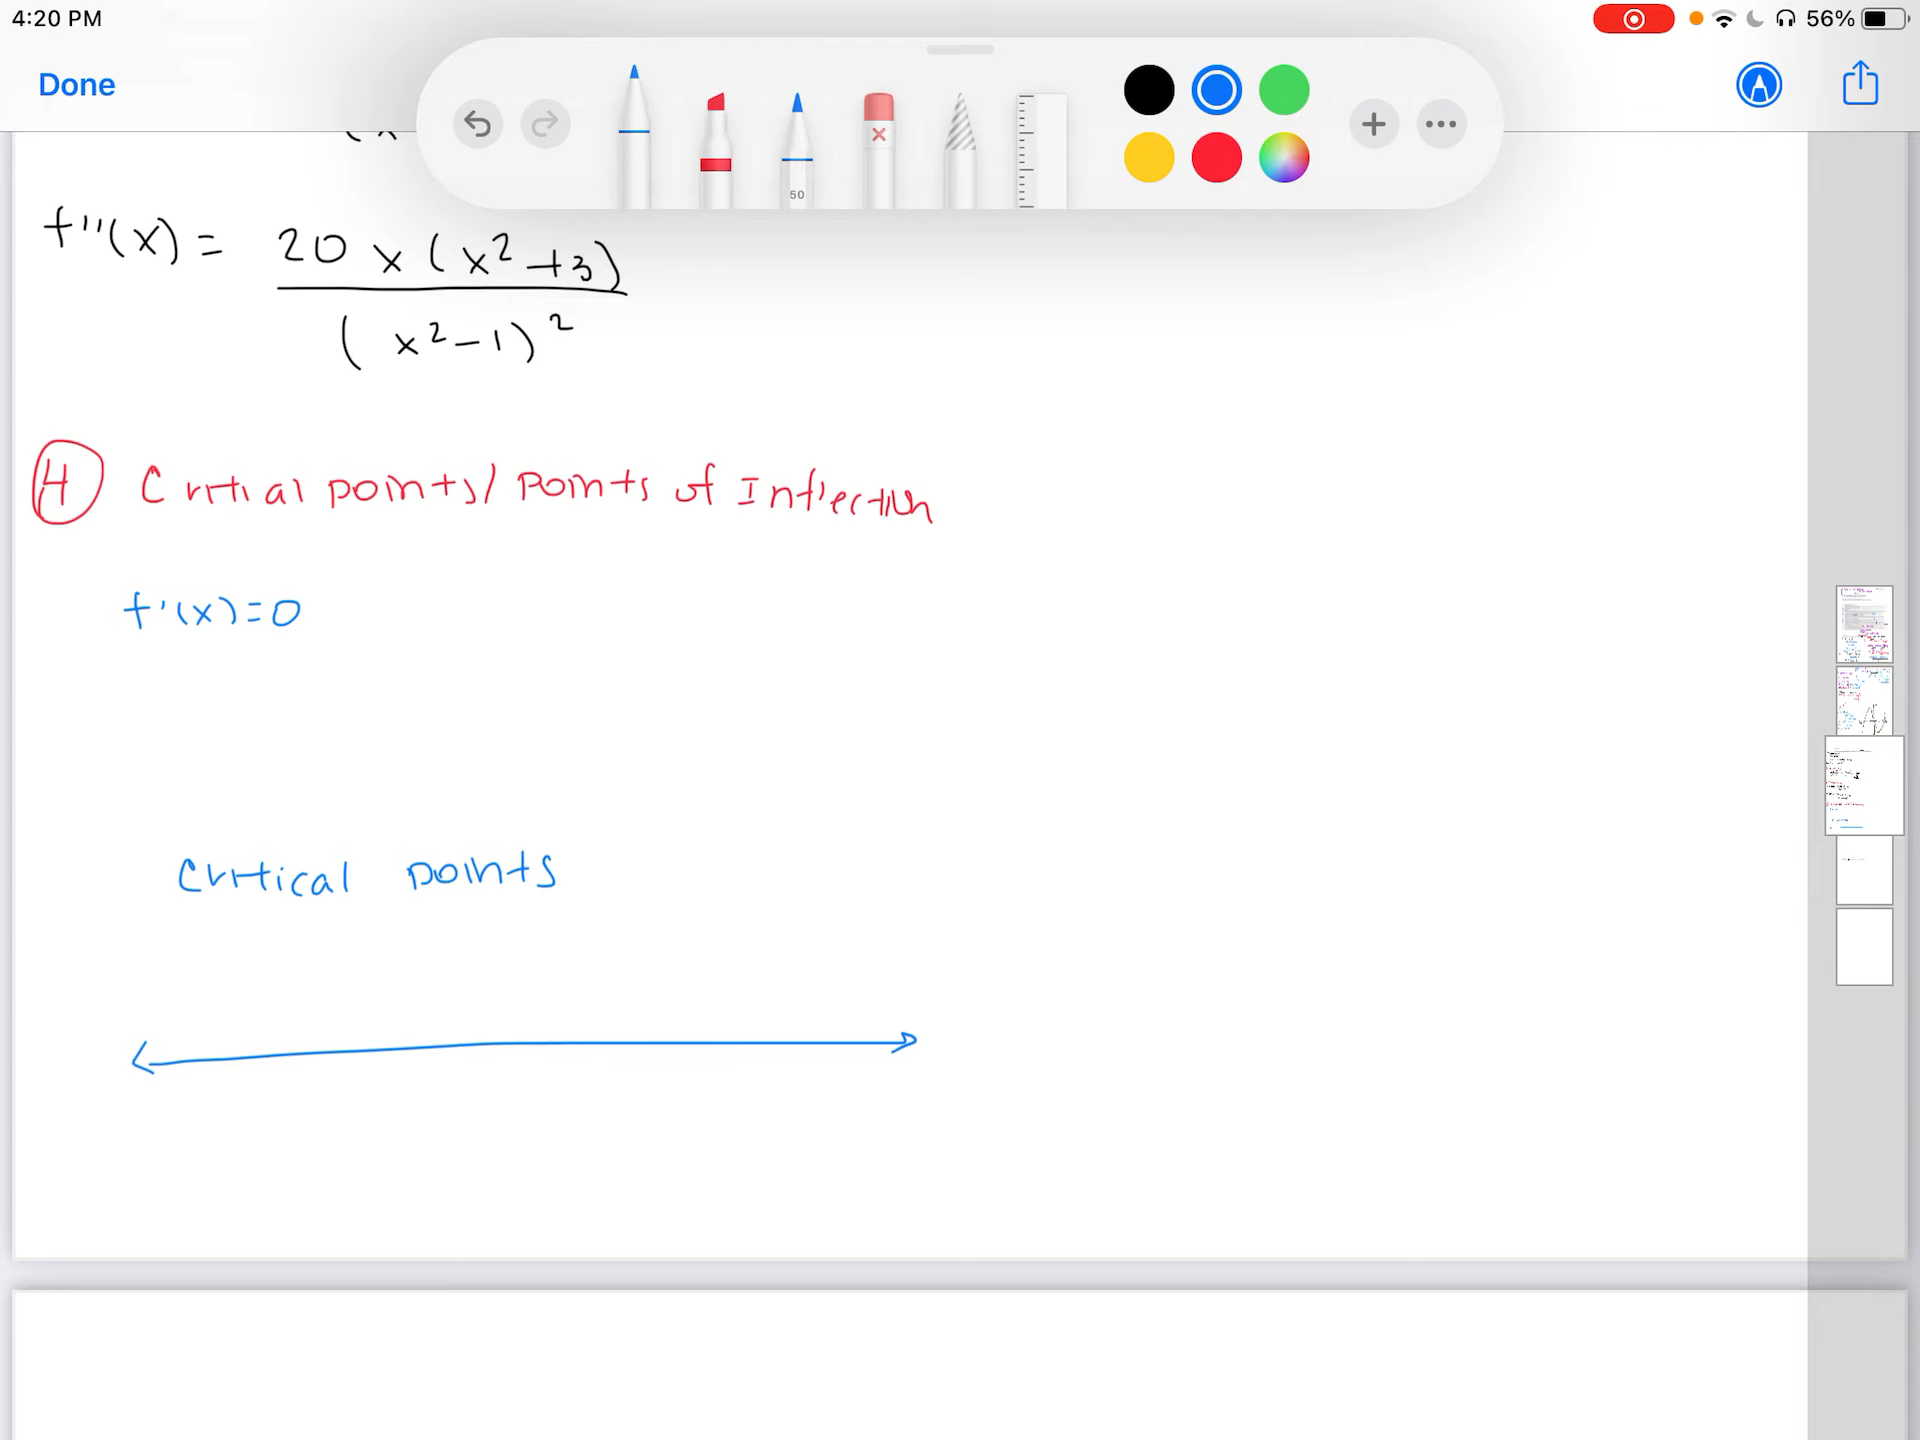 4:20 PM
56%
Done
50
f''(x) = 20x(x²+3)
(x²-1)²
4 Critial points/ points of Inflection
f'(x)=0
Critical points